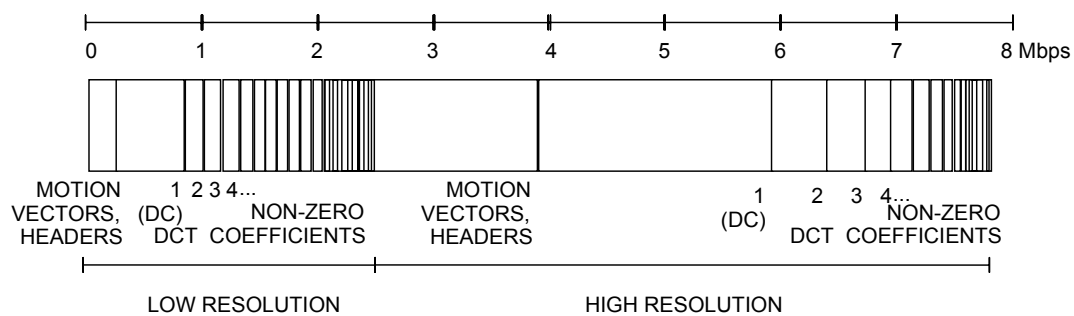 0 1 2 3 4 5 6 7 8 Mbps
MOTION VECTORS, HEADERS
1 2 3 4...
(DC)
NON-ZERO
DCT COEFFICIENTS
MOTION VECTORS, HEADERS
1 2 3 4...
(DC)
NON-ZERO
DCT COEFFICIENTS
LOW RESOLUTION
HIGH RESOLUTION